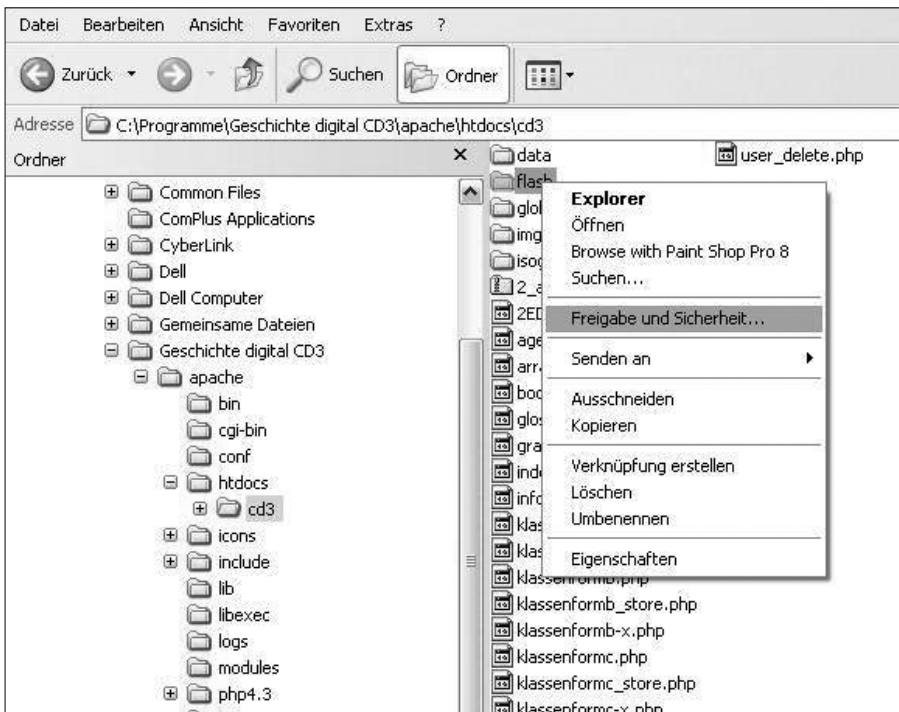 Datei Bearbeiten Ansicht Favoriten Extras ?
Zurück Suchen Ordner
Adresse C:\Programme\Geschichte digital CD3\apache\htdocs\cd3
Ordner
Common Files
ComPlus Applications
CyberLink
Dell
Dell Computer
Gemeinsame Dateien
Geschichte digital CD3
apache
bin
cgi-bin
conf
htdocs
cd3
icons
include
lib
libexec
logs
modules
php4.3
data
flash
user_delete.php
Explorer
Öffnen
Browse with Paint Shop Pro 8
Suchen...
Freigabe und Sicherheit...
Senden an
Ausschneiden
Kopieren
Verknüpfung erstellen
Löschen
Umbenennen
Eigenschaften
klassenformb.php
klassenformb_store.php
klassenformb-x.php
klassenformc.php
klassenformc_store.php
klassenformc-x.php